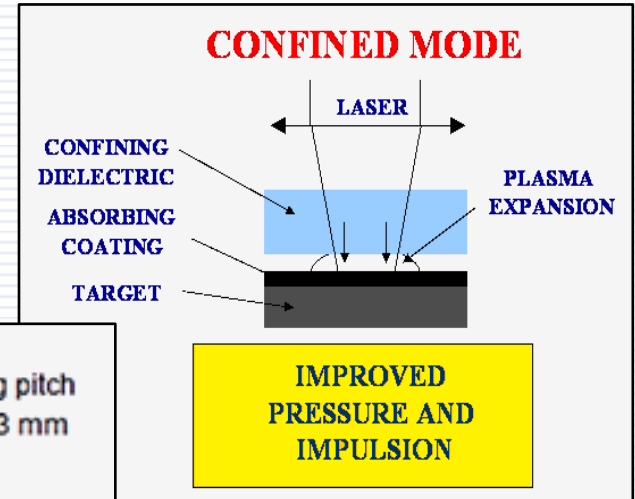 CONFINED MODE
LASER
CONFINING
DIELECTRIC
PLASMA
EXPANSION
ABSORBING
COATING
TARGET
pitch
3 mm
IMPROVED
PRESSURE AND
IMPULSION